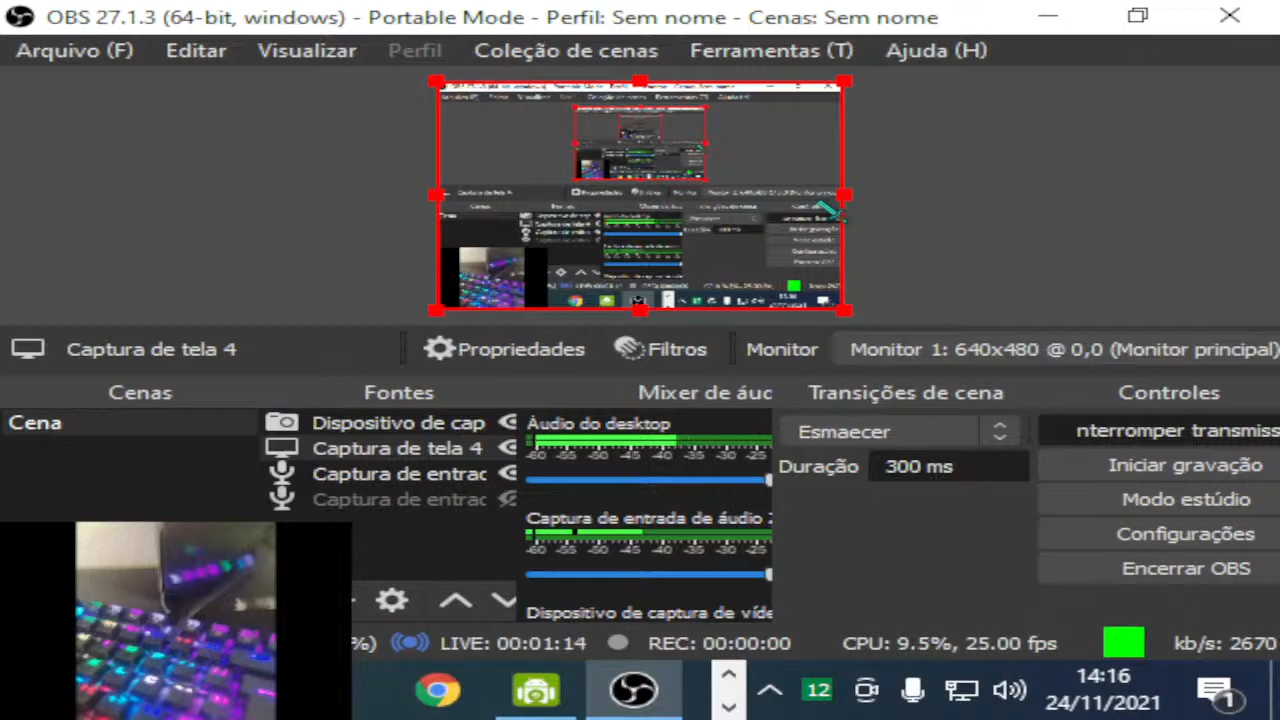 OBS 27.1.3 (64-bit, windows) - Portable Mode - Perfil: Sem nome - Cenas: Sem nome
Arquivo (F) Editar Visualizar Perfil Coleção de cenas Ferramentas (T) Ajuda (H)
Captura de tela 4 Propriedades Filtros Monitor Monitor 1: 640x480 @ 0,0 (Monitor principal)
Cenas Fontes Mixer de áuc Transições de cena Controles
Cena
Dispositivo de cap
Captura de tela 4
Captura de entrac
Captura de entrac
Áudio do desktop
-60 -55 -50 -45 -40 -35 -30 -25
Captura de entrada de áudio 2
-60 -55 -50 -45 -40 -35 -30 -25
Dispositivo de captura de víde
Esmaecer
Duração 300 ms
nterromper transmiss
Iniciar gravação
Modo estúdio
Configurações
Encerrar OBS
%) LIVE: 00:01:14 REC: 00:00:00 CPU: 9.5%, 25.00 fps kb/s: 2670
12
14:16
24/11/2021
1